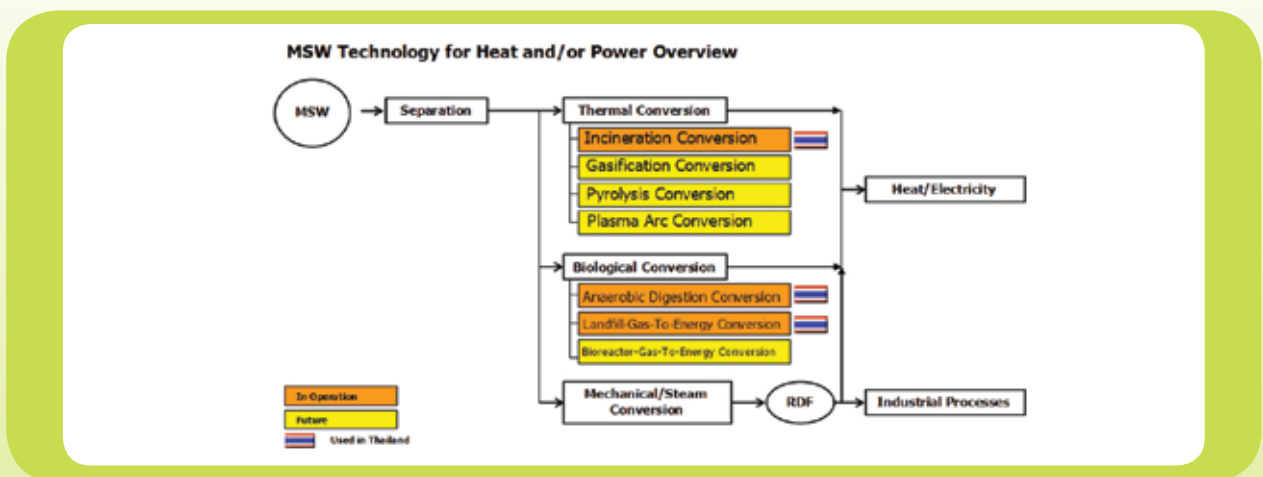 MSW Technology for Heat and/or Power Overview
MSW
Separation
Thermal Conversion
Incineration Conversion
Gasification Conversion
Pyrolysis Conversion
Plasma Arc Conversion
Heat/Electricity
Biological Conversion
Anaerobic Digestion Conversion
Landfill-Gas-To-Energy Conversion
Bioreactor-Gas-To-Energy Conversion
Mechanical/Steam
Conversion
RDF
Industrial Processes
In Operation
Future
Used in Thailand